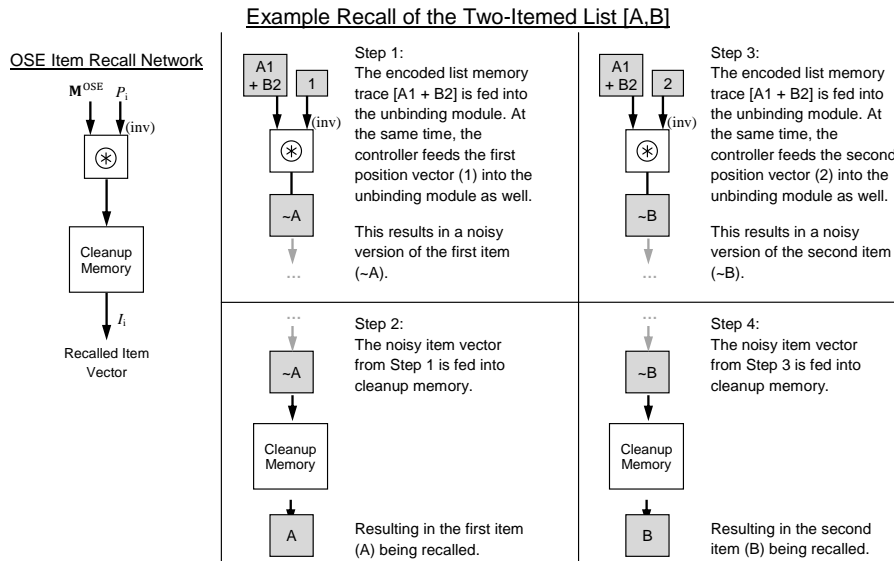 Example Recall of the Two-Itemed List [A,B]
OSE Item Recall Network
M^OSE P_i
(inv)
⊛
Cleanup
Memory
I_i
Recalled Item
Vector
A1
+ B2
1
(inv)
⊛
~A
...
Step 1:
The encoded list memory
trace [A1 + B2] is fed into
the unbinding module. At
the same time, the
controller feeds the first
position vector (1) into the
unbinding module as well.
This results in a noisy
version of the first item
(~A).
...
~A
Cleanup
Memory
A
Step 2:
The noisy item vector
from Step 1 is fed into
cleanup memory.
Resulting in the first item
(A) being recalled.
A1
+ B2
2
(inv)
⊛
~B
...
Step 3:
The encoded list memory
trace [A1 + B2] is fed into
the unbinding module. At
the same time, the
controller feeds the second
position vector (2) into the
unbinding module as well.
This results in a noisy
version of the second item
(~B).
...
~B
Cleanup
Memory
B
Step 4:
The noisy item vector
from Step 3 is fed into
cleanup memory.
Resulting in the second
item (B) being recalled.